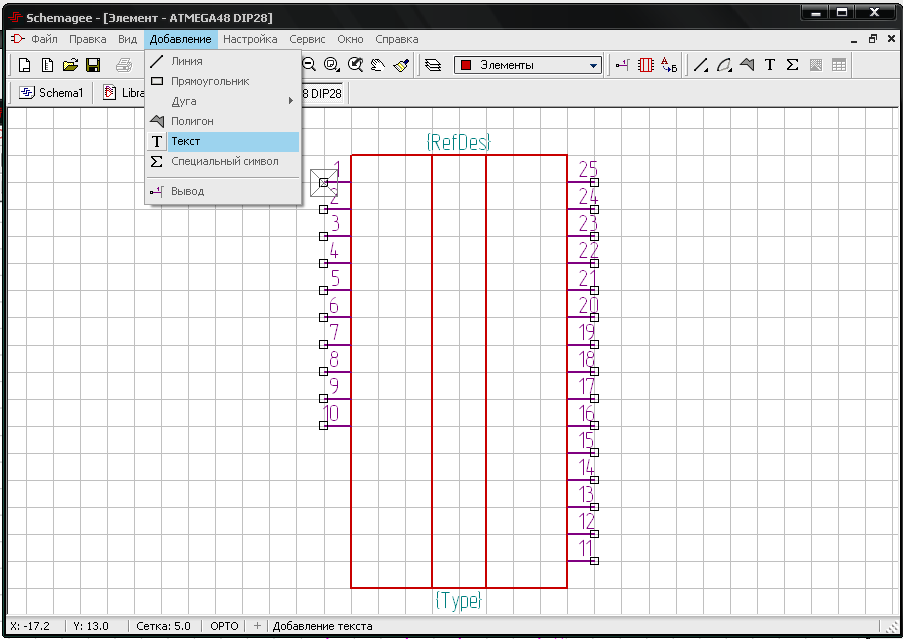 Schemagee - [Элемент - ATMEGA48 DIP28]
Файл Правка Вид Добавление Настройка Сервис Окно Справка
Элементы
Schema1 Libra 8 DIP28
Линия
Прямоугольник
Дуга
Полигон
Текст
Специальный символ
Вывод
{RefDes}
1 25
2 24
3 23
4 22
5 21
6 20
7 19
8 18
9 17
10 16
15
14
13
12
11
{Type}
X: -17.2 Y: 13.0 Сетка: 5.0 ОРТО + Добавление текста